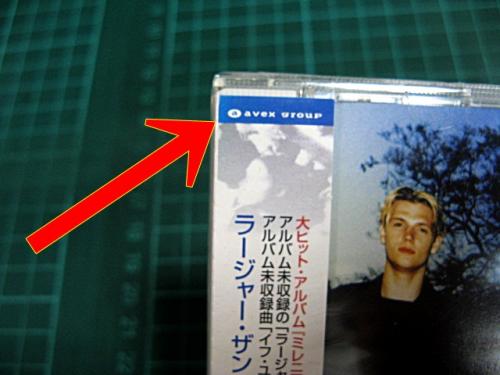 avex group
大ヒット・アルバム「ミレニ
アルバム未収録の「ラージャ
アルバム未収録曲「イフ・ユ
ラージャー・ザン